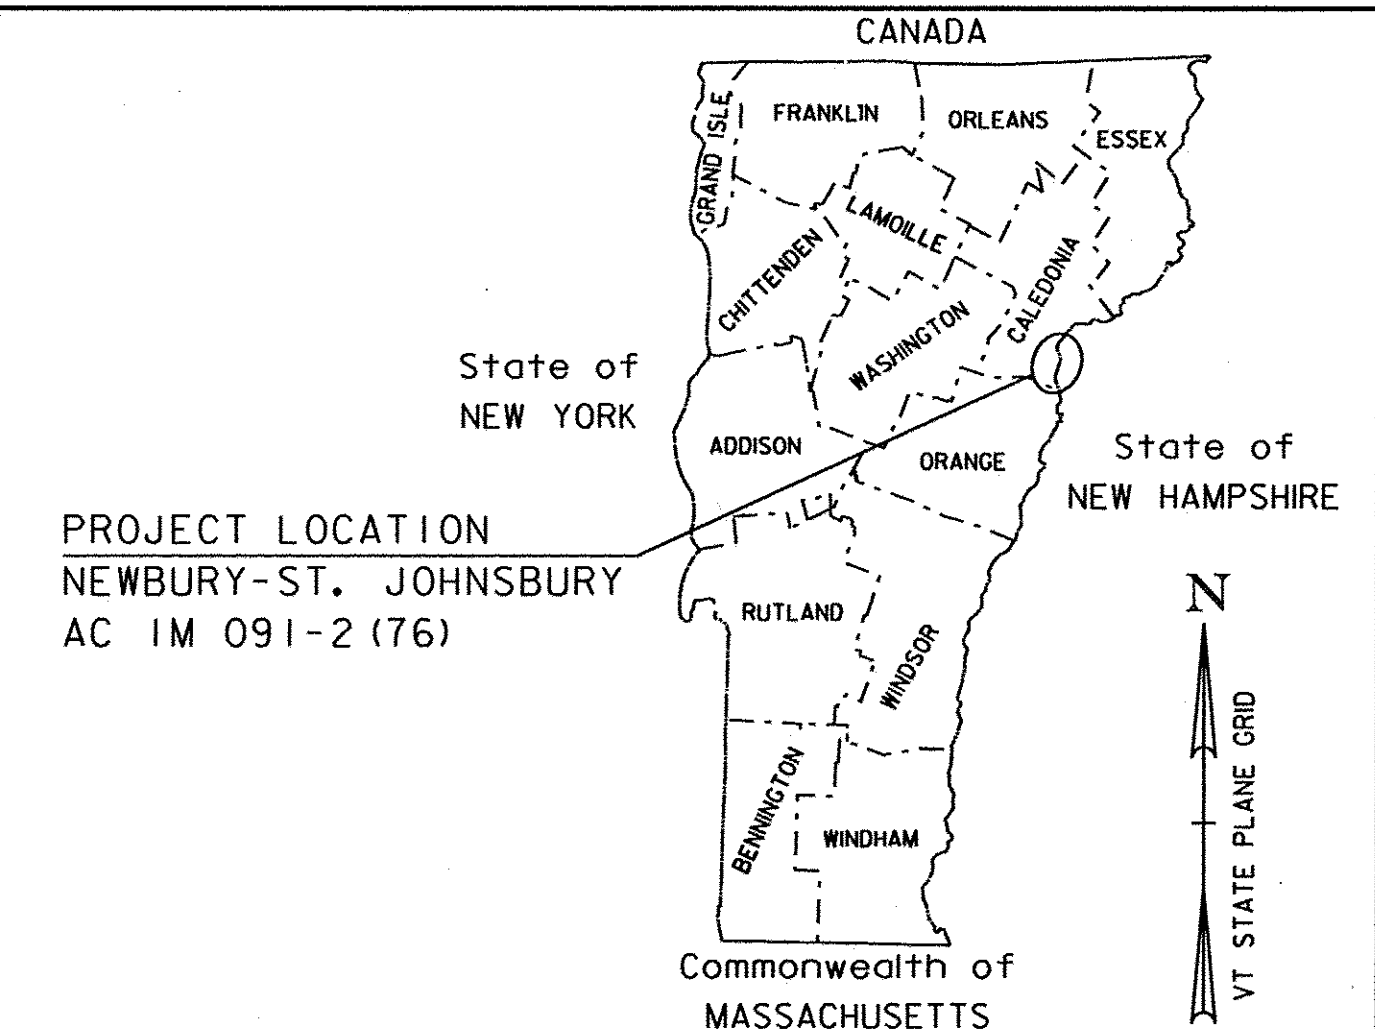 CANADA
GRAND ISLE
FRANKLIN
ORLEANS
ESSEX
LAMOILLE
CHITTENDEN
CALEDONIA
WASHINGTON
State of
NEW YORK
ADDISON
ORANGE
State of
NEW HAMPSHIRE
PROJECT LOCATION
NEWBURY-ST. JOHNSBURY
AC IM 091-2 (76)
RUTLAND
WINDSOR
BENNINGTON
WINDHAM
N
VT STATE PLANE GRID
Commonwealth of
MASSACHUSETTS